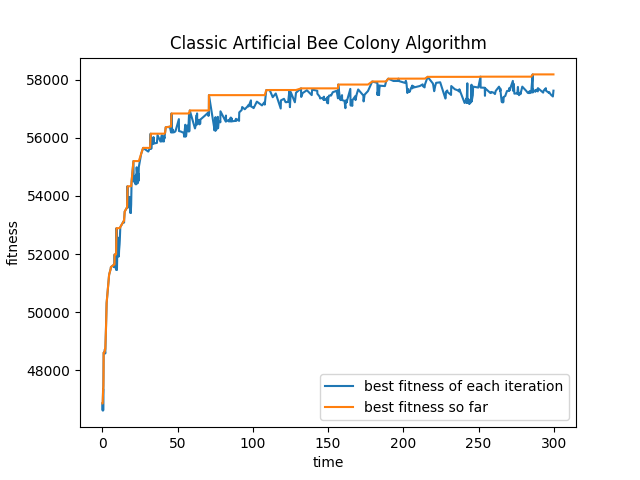 Classic Artificial Bee Colony Algorithm
fitness
58000
56000
54000
52000
50000
48000
0 50 100 150 200 250 300
time
best fitness of each iteration
best fitness so far